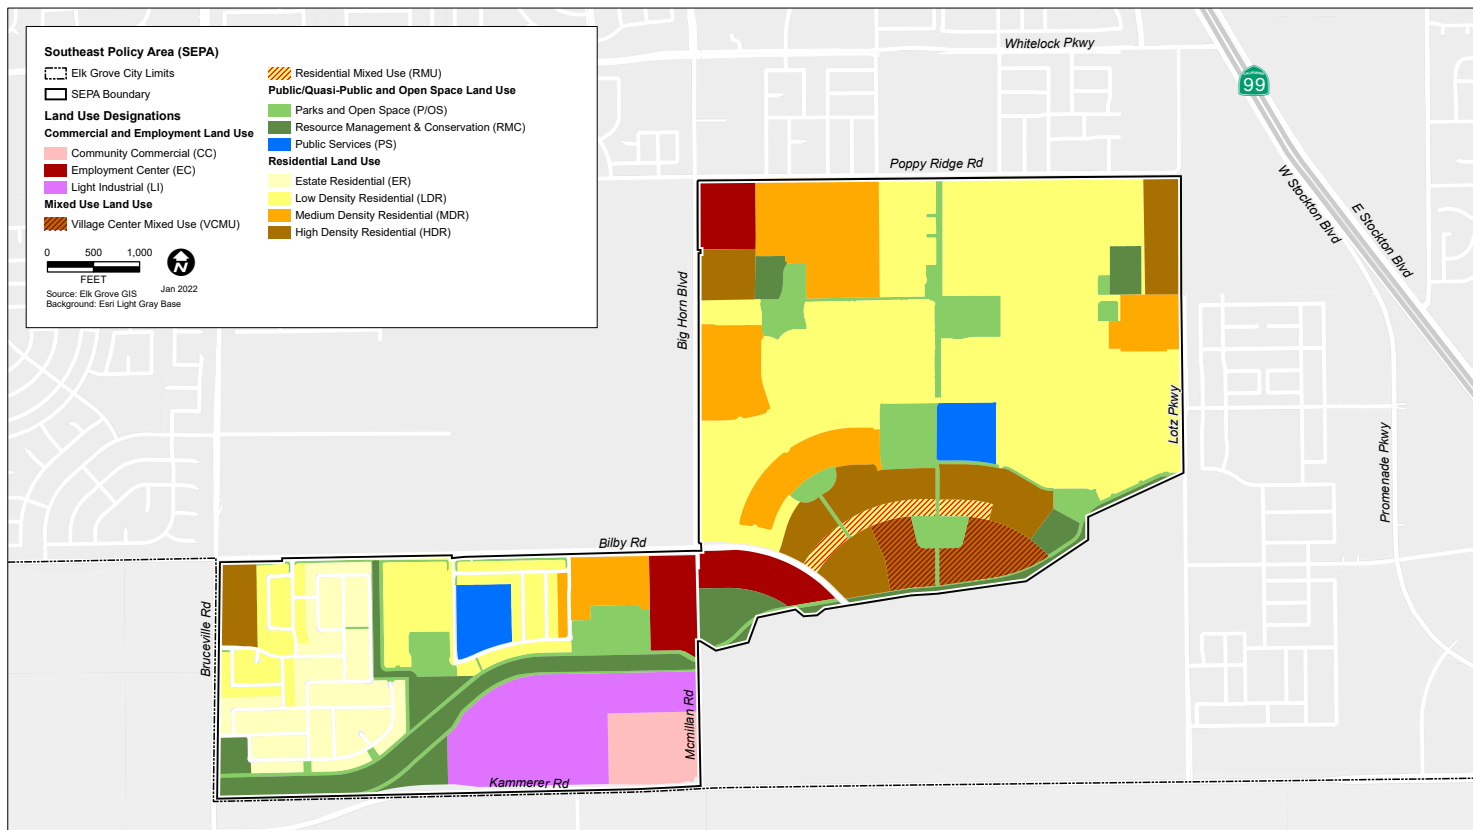 Southeast Policy Area (SEPA)
Elk Grove City Limits
SEPA Boundary
Land Use Designations
Commercial and Employment Land Use
Community Commercial (CC)
Employment Center (EC)
Light Industrial (LI)
Mixed Use Land Use
Village Center Mixed Use (VCMU)
Residential Mixed Use (RMU)
Public/Quasi-Public and Open Space Land Use
Parks and Open Space (P/OS)
Resource Management & Conservation (RMC)
Public Services (PS)
Residential Land Use
Estate Residential (ER)
Low Density Residential (LDR)
Medium Density Residential (MDR)
High Density Residential (HDR)
0 500 1,000
FEET
N
Jan 2022
Source: Elk Grove GIS
Background: Esri Light Gray Base
Whitelock Pkwy
CALIFORNIA
99
Poppy Ridge Rd
W Stockton Blvd
E Stockton Blvd
Big Horn Blvd
Lotz Pkwy
Promenade Pkwy
Bilby Rd
Bruceville Rd
Mcmillan Rd
Kammerer Rd